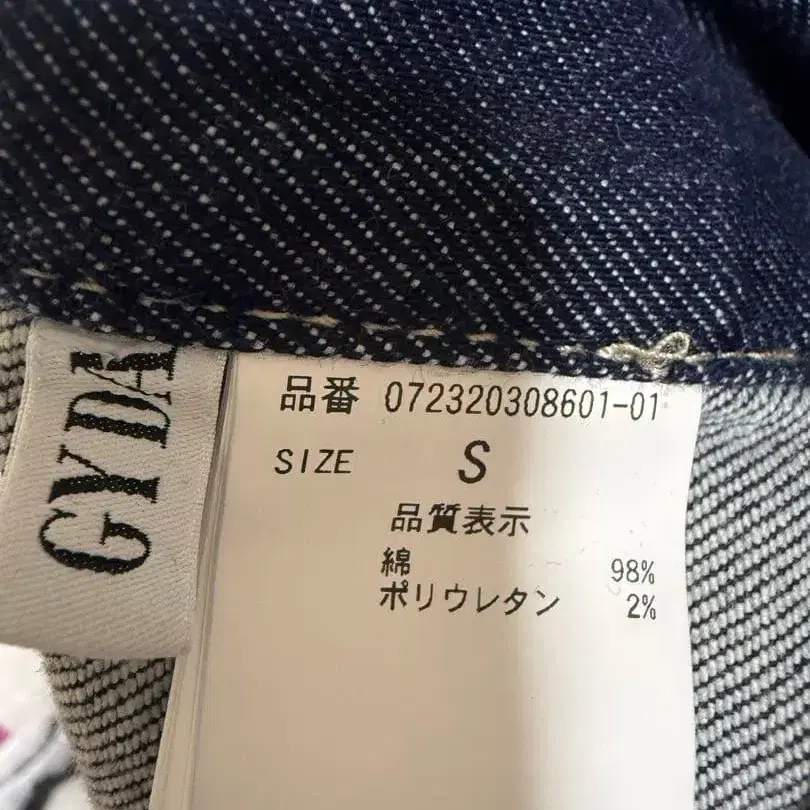 GYDA
品番 072320308601-01
SIZE S
品質表示
綿 98%
ポリウレタン 2%